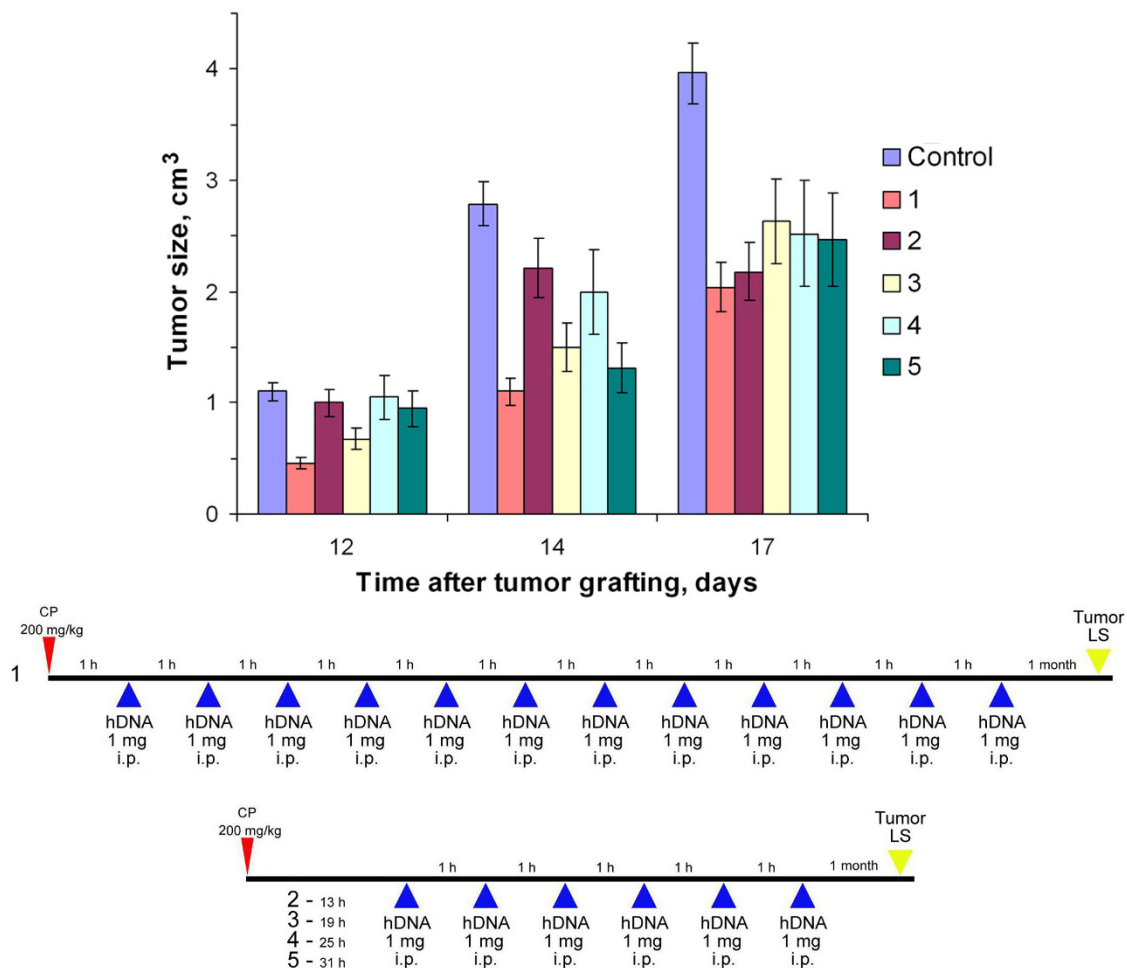 4
3
2
1
0
Tumor size, cm³
12 14 17
Time after tumor grafting, days
Control
1
2
3
4
5
CP
200 mg/kg
Tumor
LS
1
1 h 1 h 1 h 1 h 1 h 1 h 1 h 1 h 1 h 1 h 1 h 1 h 1 month
hDNA hDNA hDNA hDNA hDNA hDNA hDNA hDNA hDNA hDNA hDNA hDNA
1 mg 1 mg 1 mg 1 mg 1 mg 1 mg 1 mg 1 mg 1 mg 1 mg 1 mg 1 mg
i.p. i.p. i.p. i.p. i.p. i.p. i.p. i.p. i.p. i.p. i.p. i.p.
CP
200 mg/kg
Tumor
LS
1 h 1 h 1 h 1 h 1 h 1 month
2 - 13 h
3 - 19 h
4 - 25 h
5 - 31 h
hDNA hDNA hDNA hDNA hDNA hDNA
1 mg 1 mg 1 mg 1 mg 1 mg 1 mg
i.p. i.p. i.p. i.p. i.p. i.p.